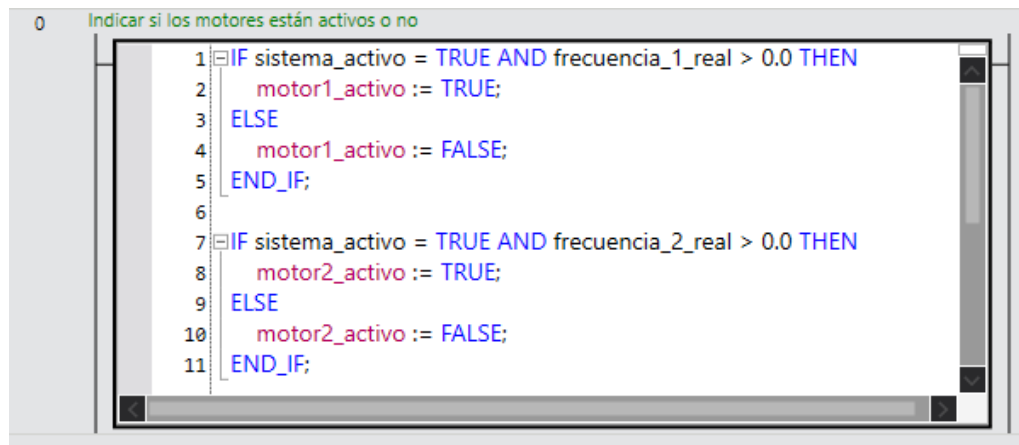 0 Indicar si los motores están activos o no
1 IF sistema_activo = TRUE AND frecuencia_1_real > 0.0 THEN
2 motor1_activo := TRUE;
3 ELSE
4 motor1_activo := FALSE;
5 END_IF;
6
7 IF sistema_activo = TRUE AND frecuencia_2_real > 0.0 THEN
8 motor2_activo := TRUE;
9 ELSE
10 motor2_activo := FALSE;
11 END_IF;